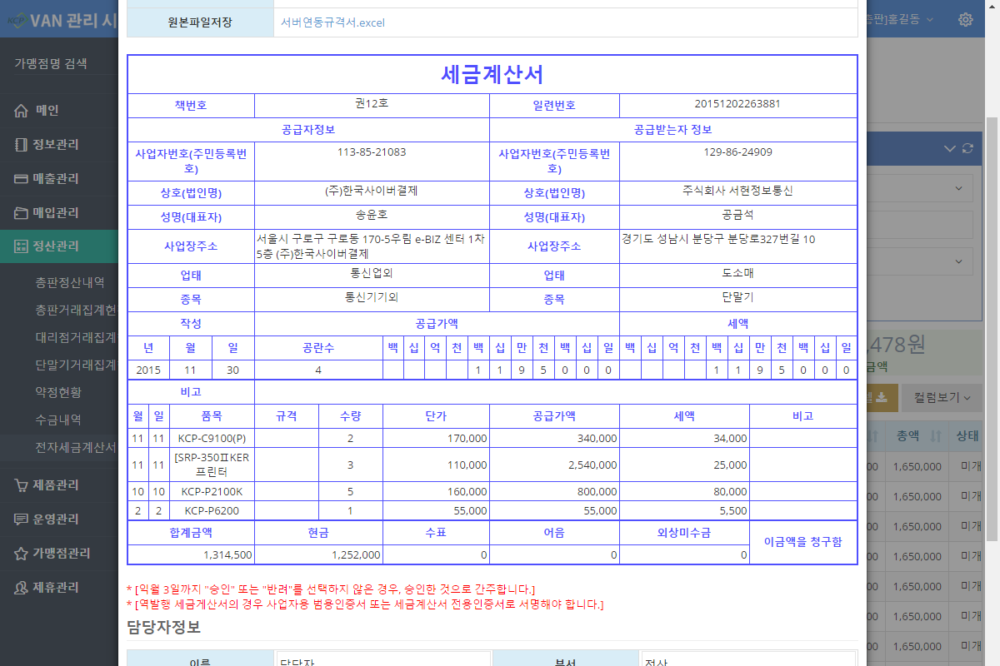 KCP VAN 관리 시
홍길동
가맹점명 검색
메인
정보관리
매출관리
매입관리
정산관리
총판정산내역
총판거래집계현
대리점거래집계
단말기거래집계
약정현황
수금내역
전자세금계산서
제품관리
운영관리
가맹점관리
제휴관리
원본파일저장 서버연동규격서.excel
세금계산서
책번호 권12호 일련번호 20151202263881
공급자정보 공급받는자 정보
사업자번호(주민등록번호) 113-85-21083 사업자번호(주민등록번호) 129-86-24909
상호(법인명) (주)한국사이버결제 상호(법인명) 주식회사 서현정보통신
성명(대표자) 송윤호 성명(대표자) 공금석
사업장주소 서울시 구로구 구로동 170-5우림 e-BIZ 센터 1차 5층 (주)한국사이버결제 사업장주소 경기도 성남시 분당구 분당로327번길 10
업태 통신업외 업태 도소매
종목 통신기기외 종목 단말기
작성 공급가액 세액
년 월 일 공란수 백 십 억 천 백 십 만 천 백 십 일 백 십 억 천 백 십 만 천 백 십 일
2015 11 30 4 1 1 9 5 0 0 0 1 1 9 5 0 0 0
비고
월 일 품목 규격 수량 단가 공급가액 세액 비고
11 11 KCP-C9100(P) 2 170,000 340,000 34,000
11 11 [SRP-350ⅡKER 프린터 3 110,000 2,540,000 25,000
10 10 KCP-P2100K 5 160,000 800,000 80,000
2 2 KCP-P6200 1 55,000 55,000 5,500
합계금액 현금 수표 어음 외상미수금 이금액을 청구함
1,314,500 1,252,000 0 0 0
* [익월 3일까지 "승인" 또는 "반려"를 선택하지 않은 경우, 승인한 것으로 간주합니다.]
* [역발행 세금게산서의 경우 사업자용 범용인증서 또는 세금계산서 전용인증서로 서명해야 합니다.]
담당자정보
이름 담당자 부서 정산
,478원
금액
컬럼보기
총액 상태
00 1,650,000 미개
00 1,650,000 미개
00 1,650,000 미개
00 1,650,000 미개
00 1,650,000 미개
00 1,650,000 미개
00 1,650,000 미개